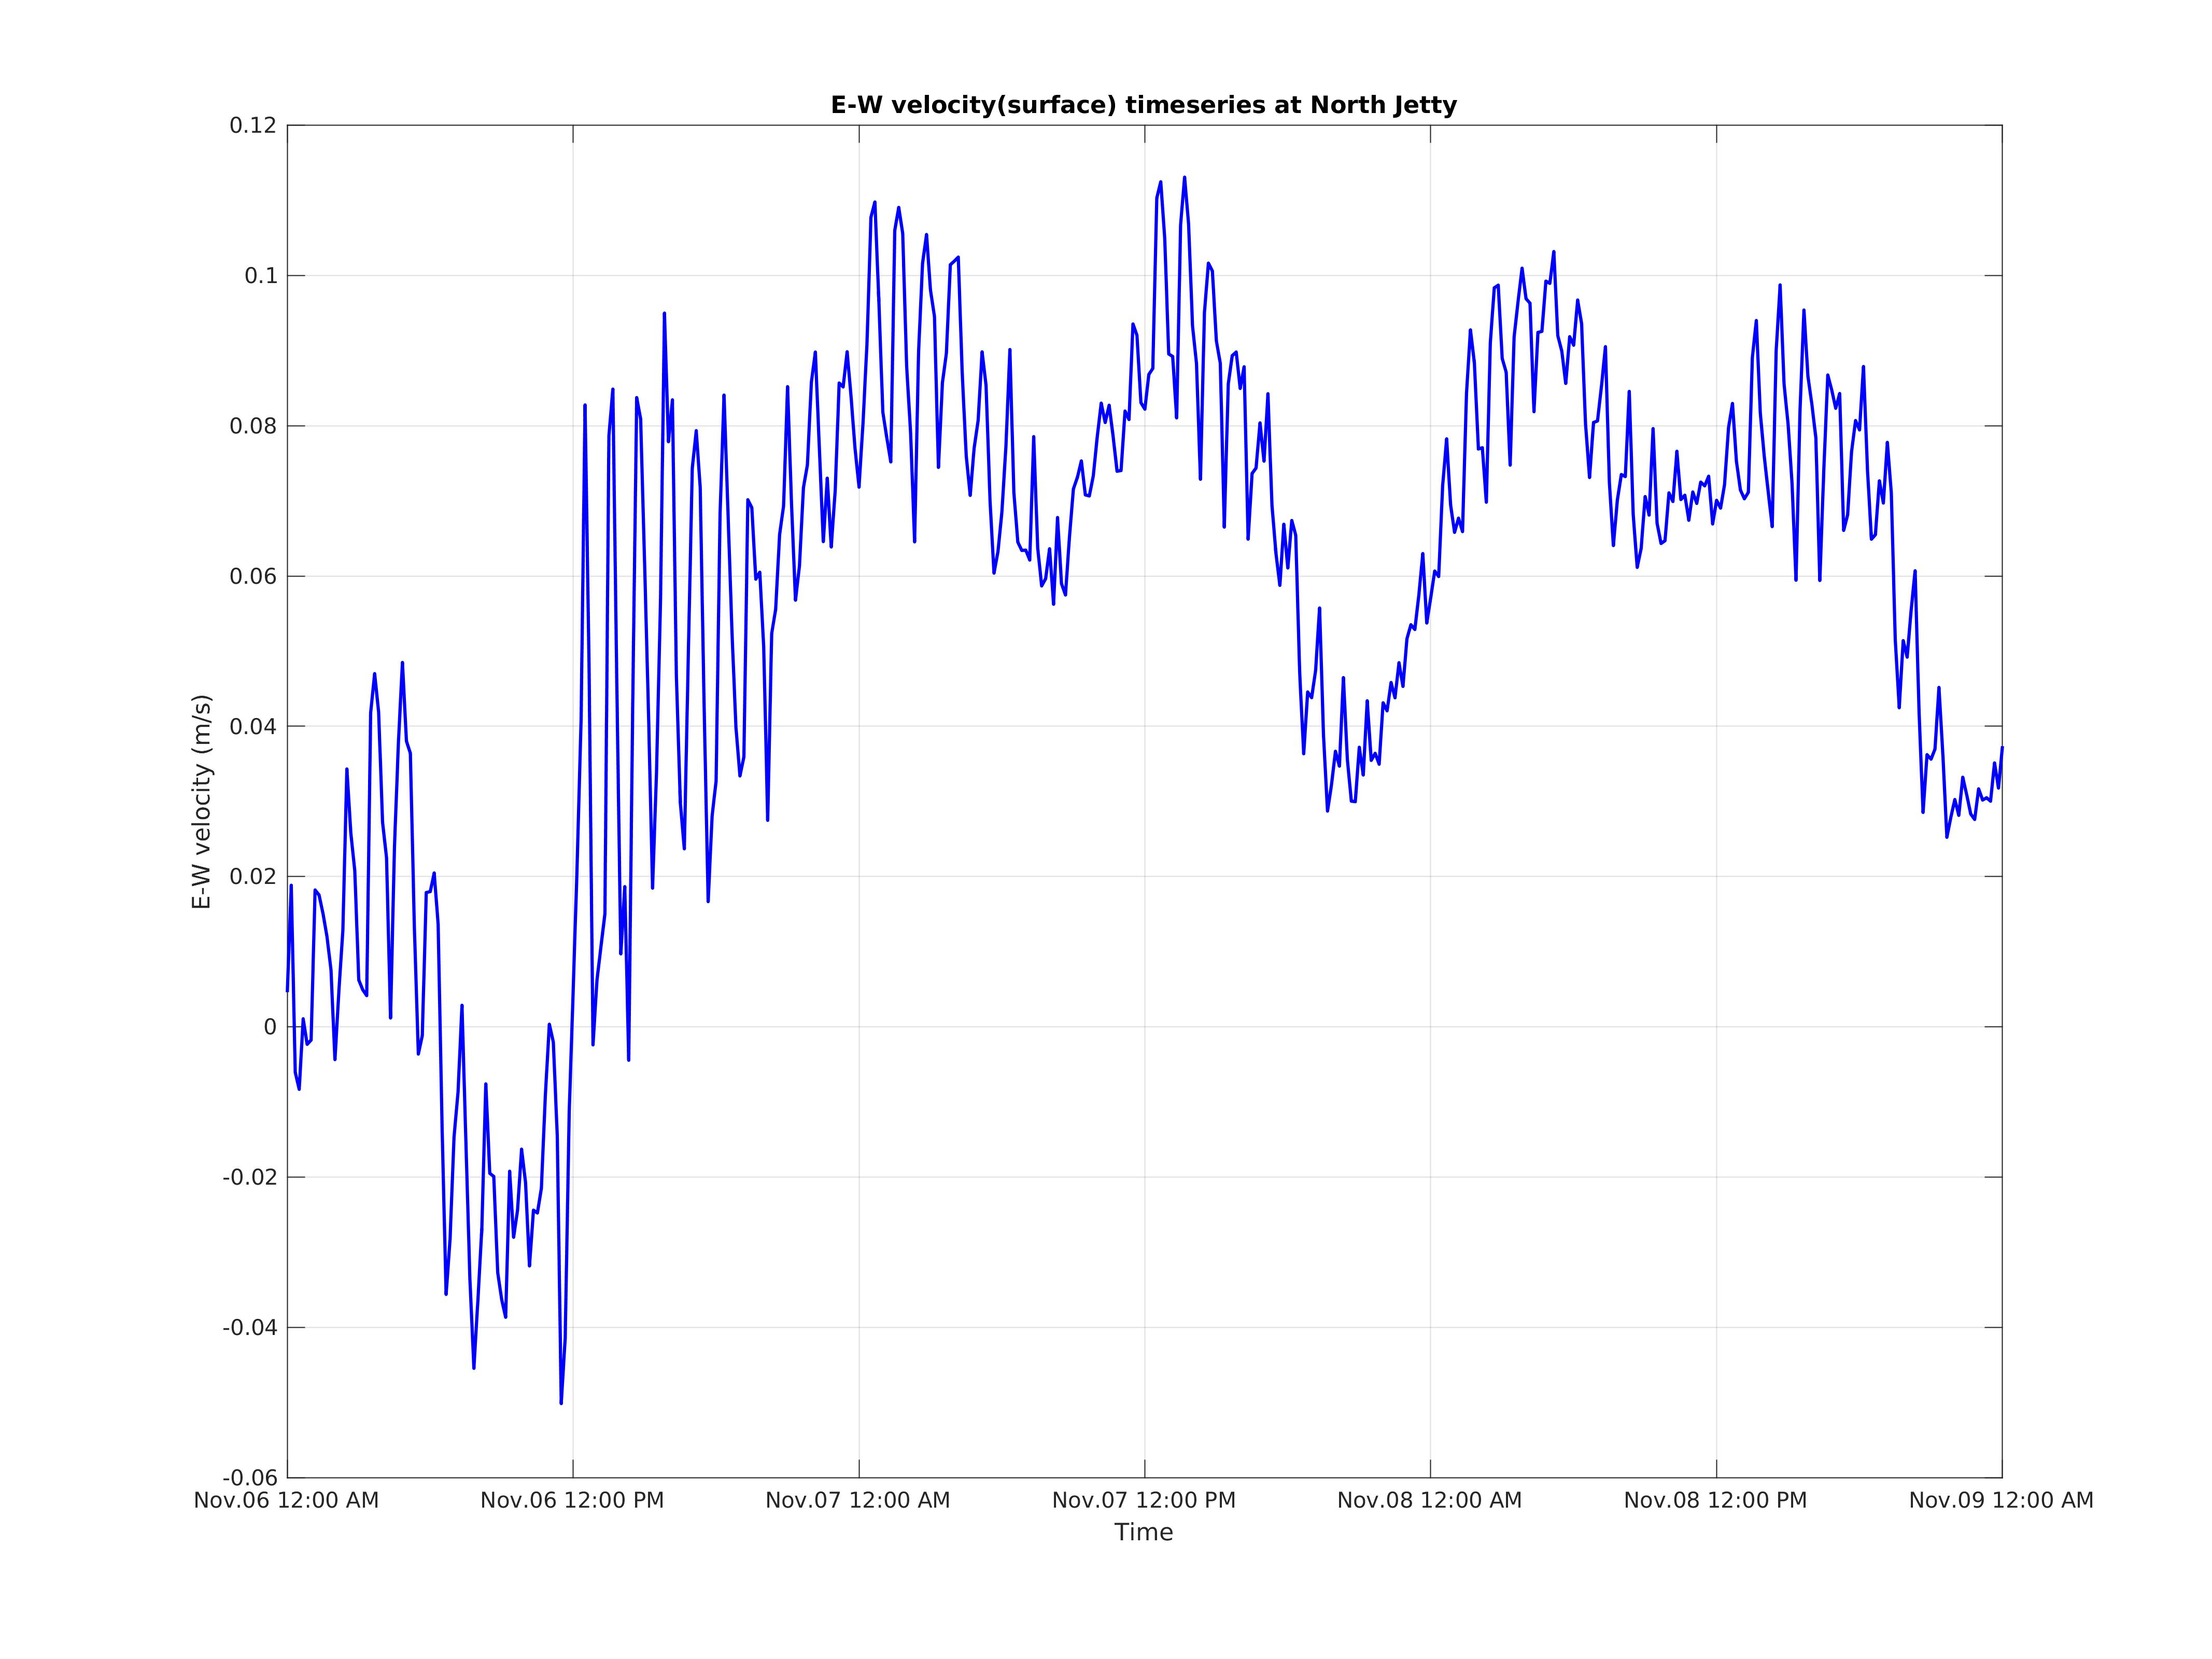 E-W velocity(surface) timeseries at North Jetty
0.12
0.1
0.08
0.06
0.04
0.02
0
-0.02
-0.04
-0.06
E-W velocity (m/s)
Nov.06 12:00 AM Nov.06 12:00 PM Nov.07 12:00 AM Nov.07 12:00 PM Nov.08 12:00 AM Nov.08 12:00 PM Nov.09 12:00 AM
Time